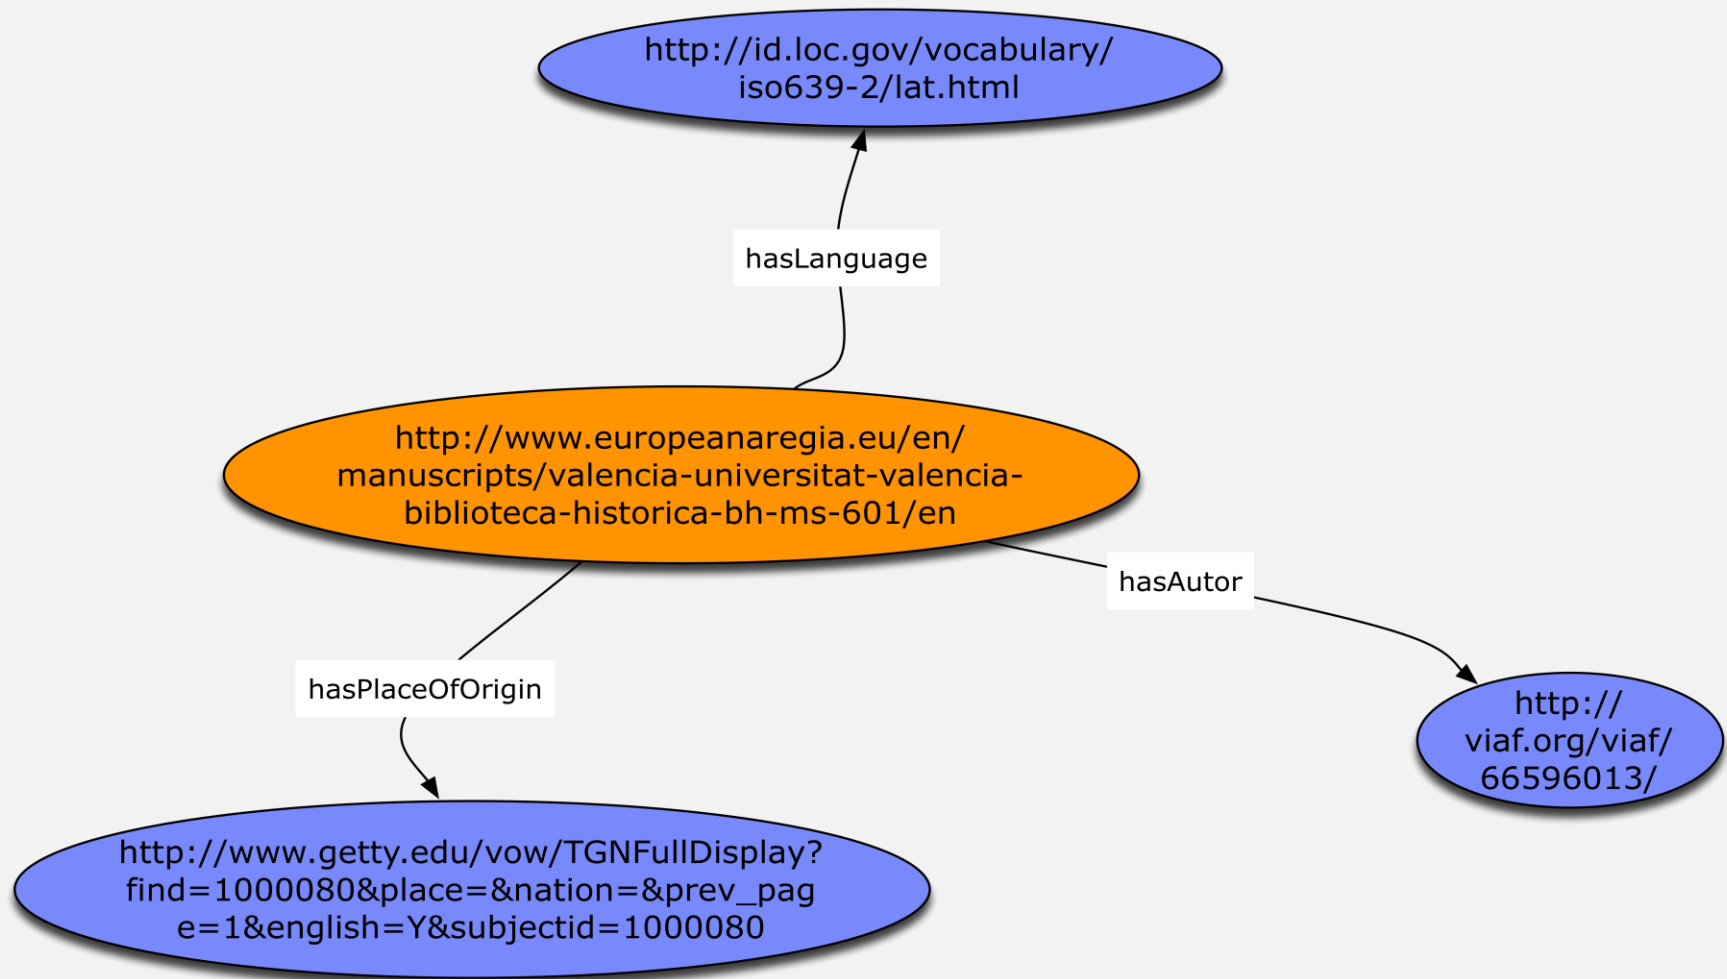 http://id.loc.gov/vocabulary/
iso639-2/lat.html
hasLanguage
http://www.europeanaregia.eu/en/
manuscripts/valencia-universitat-valencia-
biblioteca-historica-bh-ms-601/en
hasAutor
hasPlaceOfOrigin
http://
viaf.org/viaf/
66596013/
http://www.getty.edu/vow/TGNFullDisplay?
find=1000080&place=&nation=&prev_pag
e=1&english=Y&subjectid=1000080